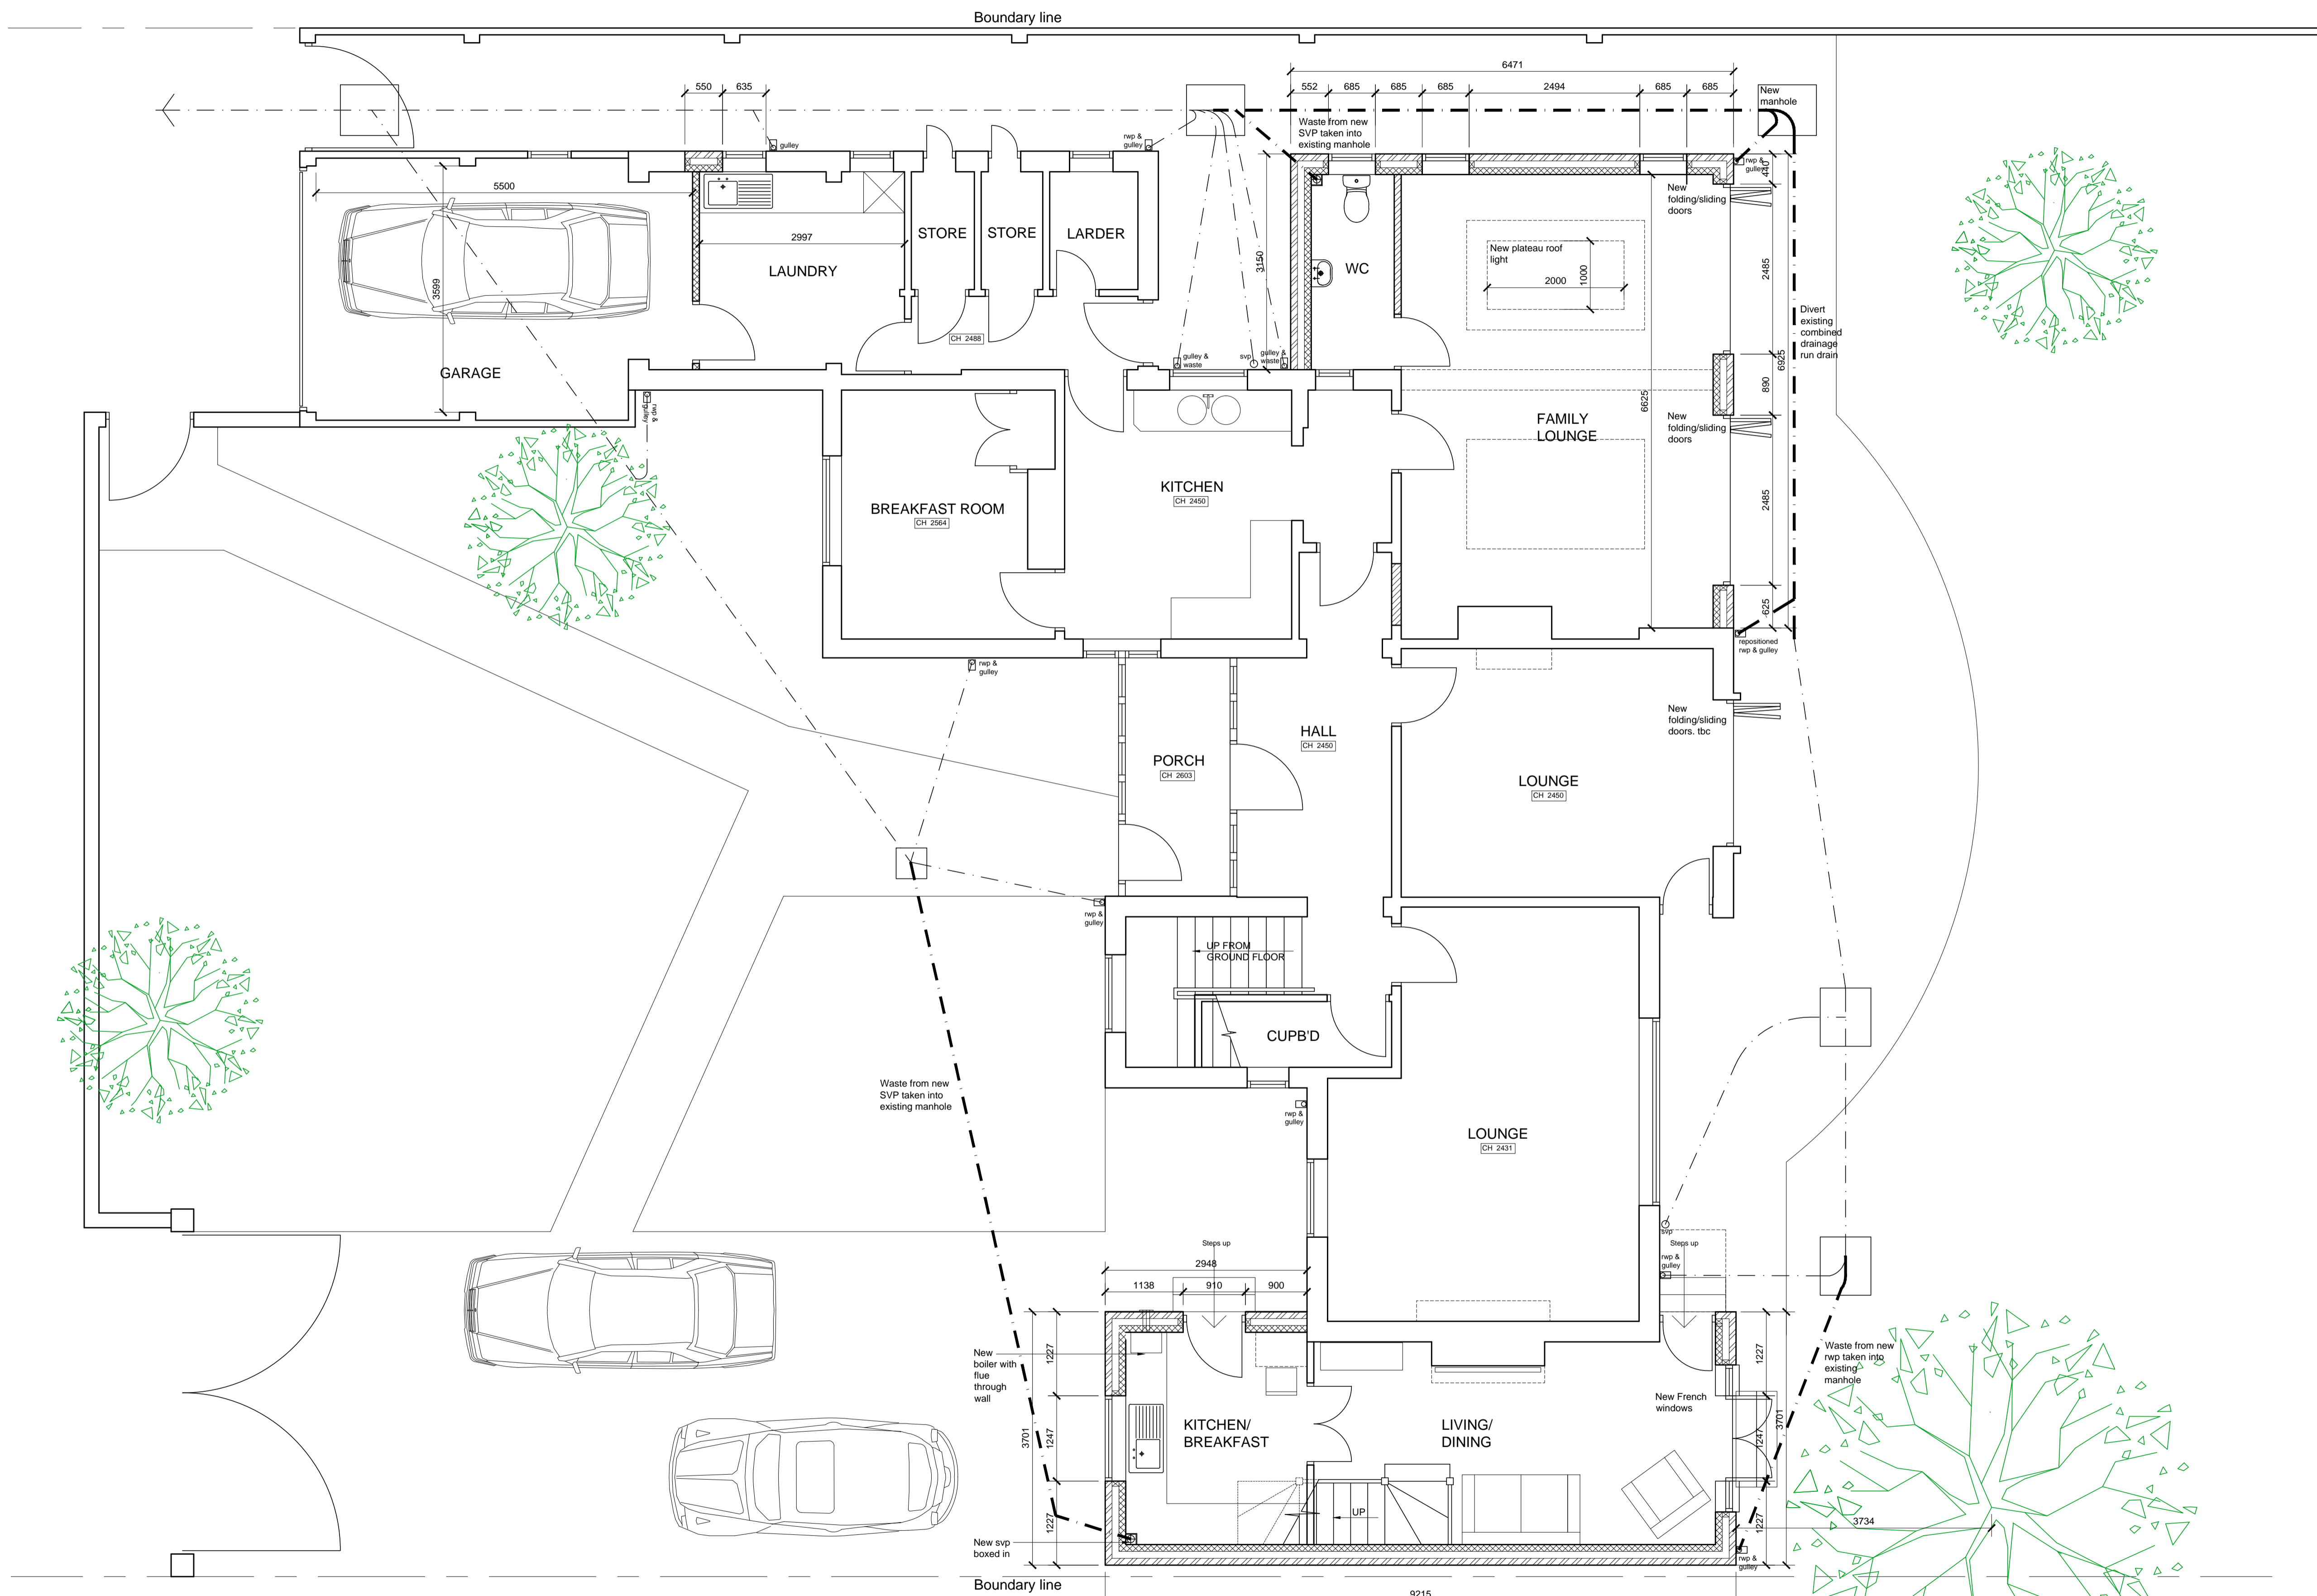 Boundary line
6471
550
635
552
685
685
685
2494
685
685
New
manhole
Waste from new
SVP taken into
existing manhole
gulley
rwp &
gulley
rwp &
gulley
440
5500
3599
GARAGE
2997
LAUNDRY
STORE
STORE
LARDER
CH 2488
3150
WC
New plateau roof
light
2000
1000
New
folding/sliding
doors
2485
Divert
existing
combined
drainage
run drain
6925
gulley &
waste
svp
gulley &
waste
rwp &
gulley
890
6625
FAMILY
LOUNGE
New
folding/sliding
doors
2485
BREAKFAST ROOM
CH 2564
KITCHEN
CH 2450
625
repositioned
rwp & gulley
rwp &
gulley
New
folding/sliding
doors. tbc
HALL
CH 2450
PORCH
CH 2603
LOUNGE
CH 2450
rwp &
gulley
UP FROM
GROUND FLOOR
CUPB'D
Waste from new
SVP taken into
existing manhole
rwp &
gulley
LOUNGE
CH 2431
svp
Steps up
Steps up
rwp &
gulley
2948
1138
910
900
New
boiler with
flue
through
wall
1227
1227
Waste from new
rwp taken into
existing
manhole
New French
windows
KITCHEN/
BREAKFAST
LIVING/
DINING
3701
1247
1247
3701
UP
1227
1227
3734
New svp
boxed in
rwp &
gulley
Boundary line
9215